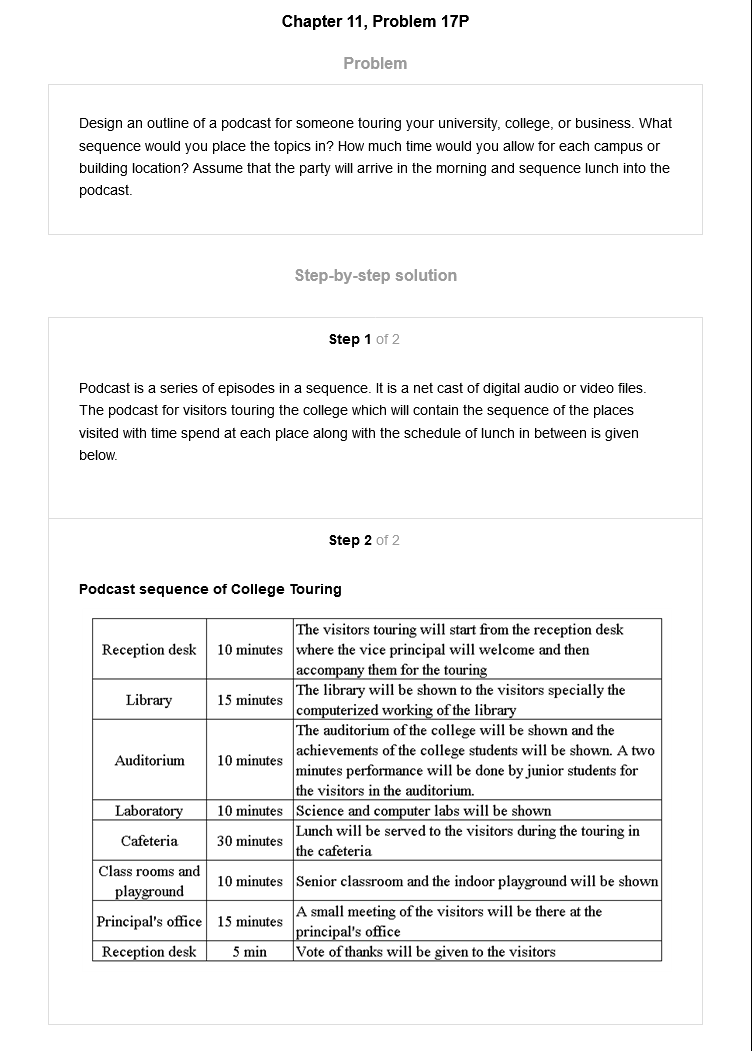 Chapter 11, Problem 17P
Problem
Design an outline of a podcast for someone touring your university, college, or business. What
sequence would you place the topics in? How much time would you allow for each campus or
building location? Assume that the party will arrive in the morning and sequence lunch into the
podcast.
Step-by-step solution
Step 1 of 2
Podcast is a series of episodes in a sequence. It is a net cast of digital audio or video files.
The podcast for visitors touring the college which will contain the sequence of the places
visited with time spend at each place along with the schedule of lunch in between is given
below.
Step 2 of 2
Podcast sequence of College Touring
Reception desk
10 minutes
The visitors touring will start from the reception desk
where the vice principal will welcome and then
accompany them for the touring
Library
15 minutes
The library will be shown to the visitors specially the
computerized working of the library
Auditorium
10 minutes
The auditorium of the college will be shown and the
achievements of the college students will be shown. A two
minutes performance will be done by junior students for
the visitors in the auditorium.
Laboratory
10 minutes
Science and computer labs will be shown
Cafeteria
30 minutes
Lunch will be served to the visitors during the touring in
the cafeteria
Class rooms and
playground
10 minutes
Senior classroom and the indoor playground will be shown
Principal's office
15 minutes
A small meeting of the visitors will be there at the
principal's office
Reception desk
5 min
Vote of thanks will be given to the visitors